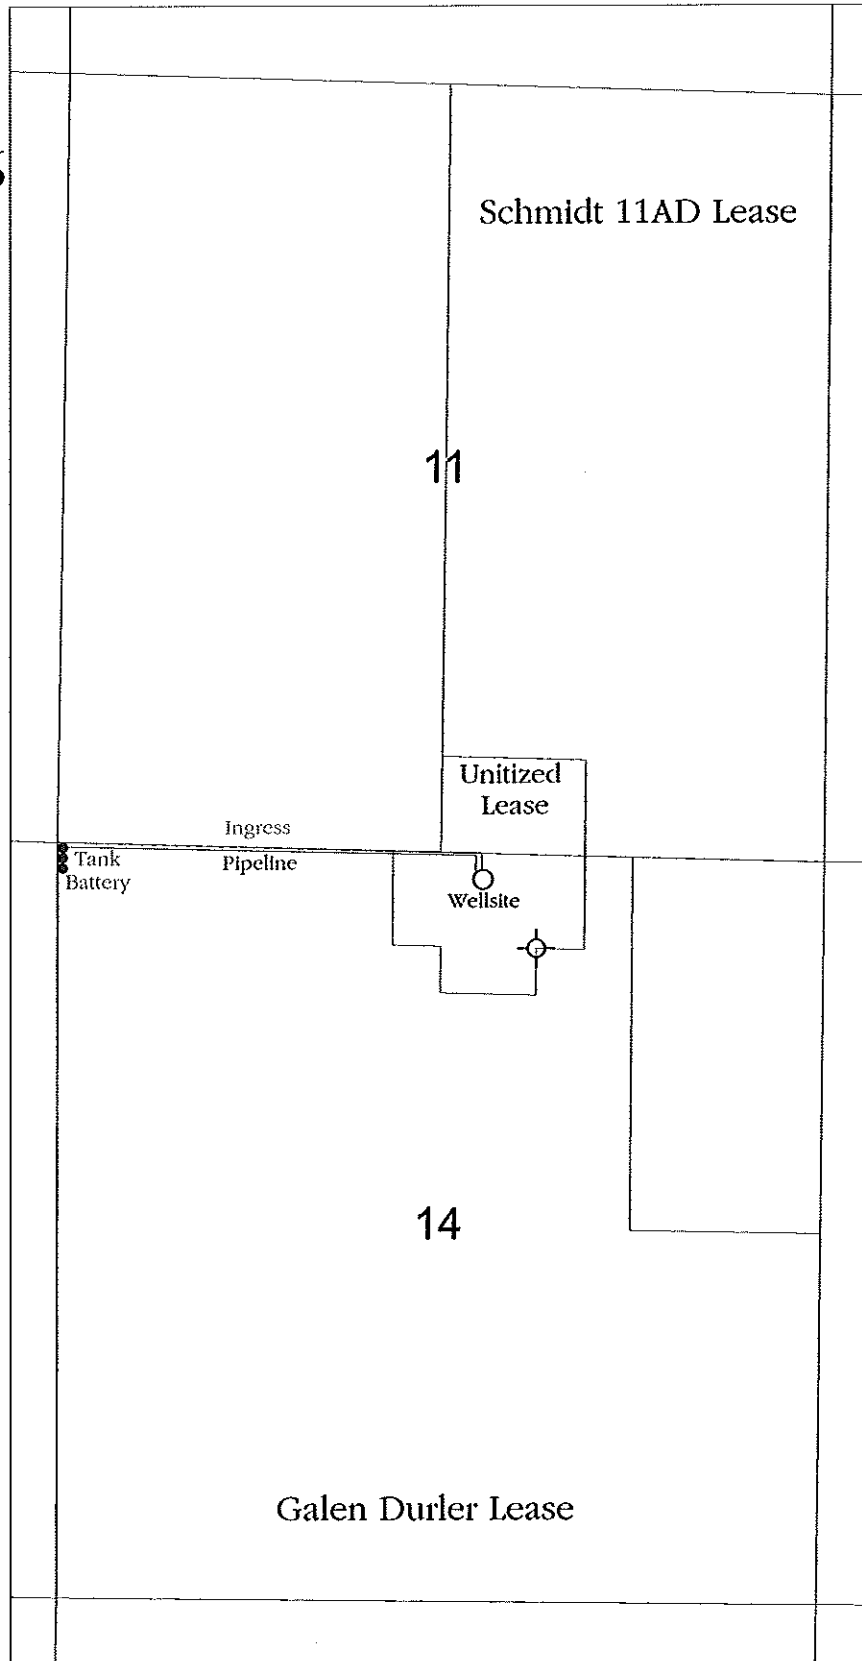 Schmidt 11AD Lease
11
Unitized
Lease
Ingress
Tank
Battery
Pipeline
Wellsite
14
Galen Durler Lease